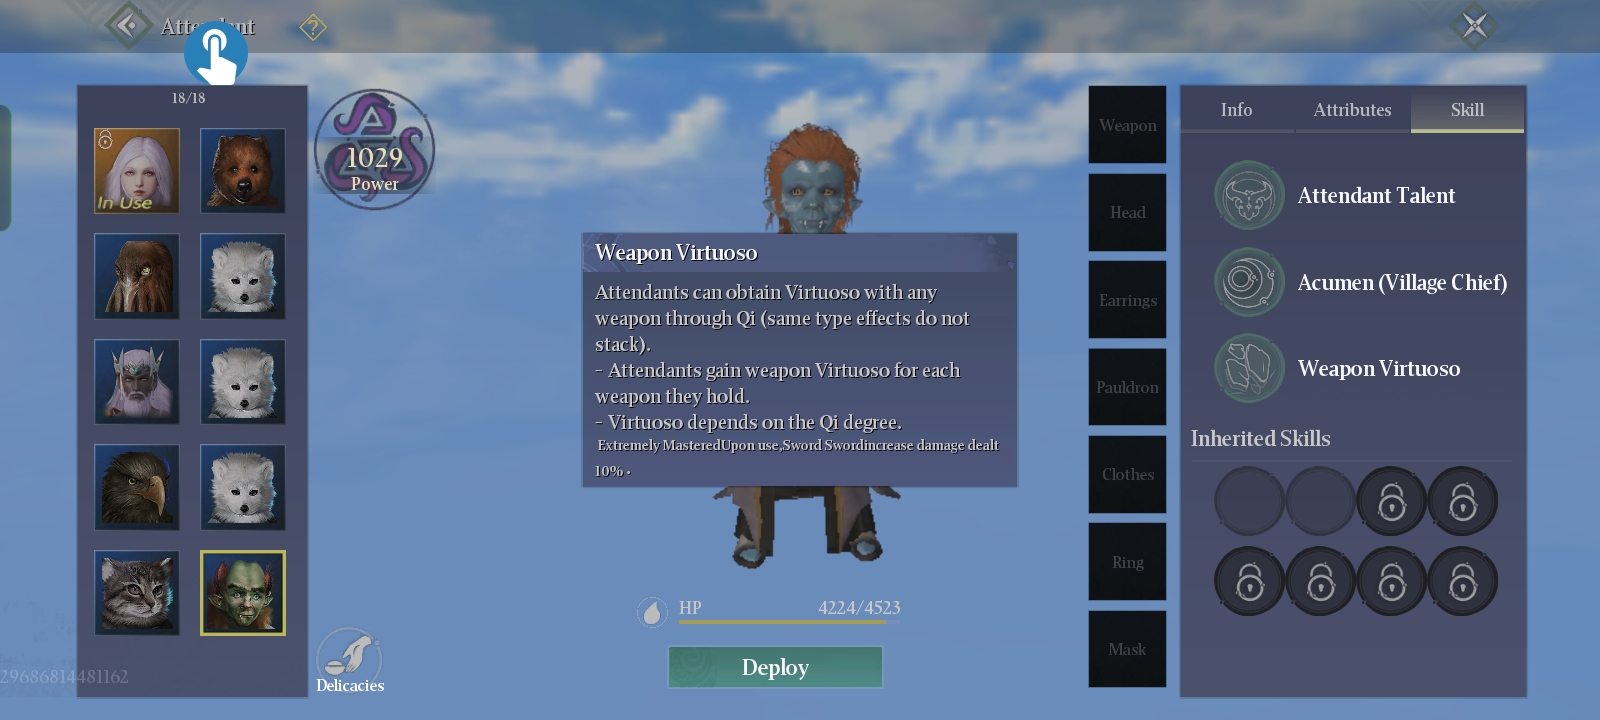 Attendant
?
18/18
In Use
1029
Power
Weapon Virtuoso
Attendants can obtain Virtuoso with any
weapon through Qi (same type effects do not
stack).
- Attendants gain weapon Virtuoso for each
weapon they hold.
- Virtuoso depends on the Qi degree.
Extremely MasteredUpon use,Sword Swordincrease damage dealt
10% .
HP
4224/4523
Deploy
Delicacies
29686814481162
Weapon
Head
Earrings
Pauldron
Clothes
Ring
Mask
Info
Attributes
Skill
Attendant Talent
Acumen (Village Chief)
Weapon Virtuoso
Inherited Skills